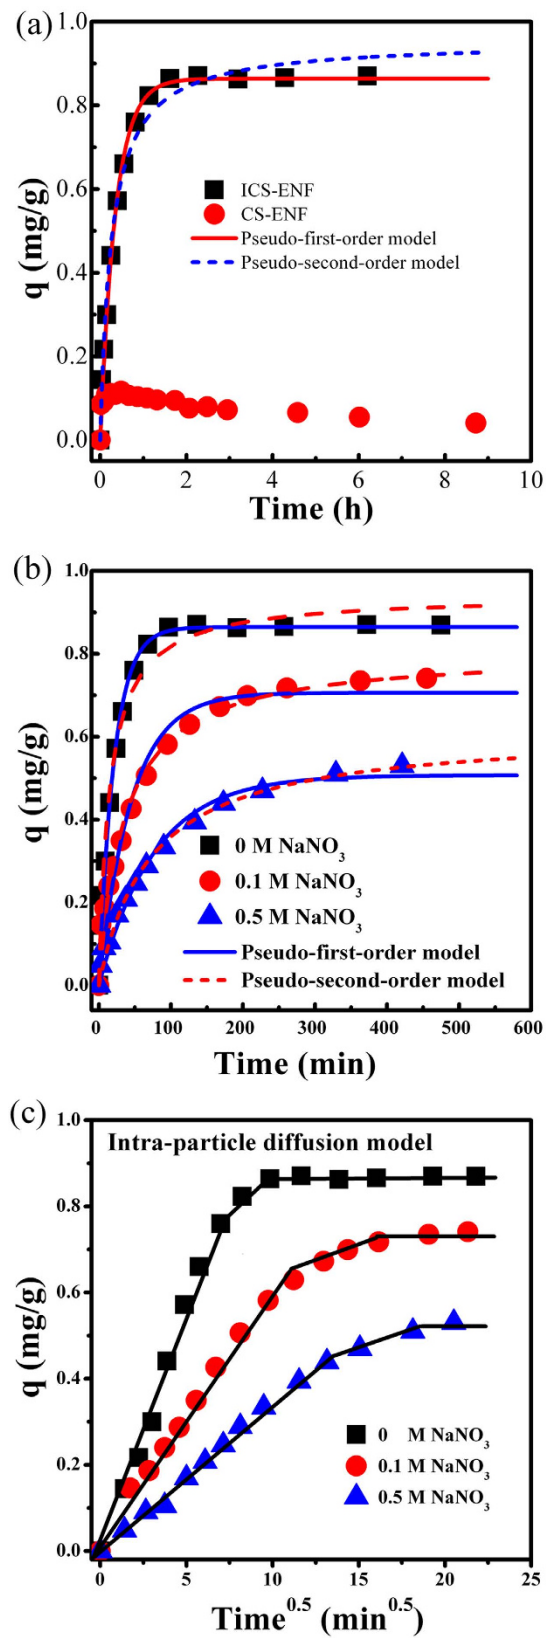 (a)
1.0
0.8
0.6
0.4
0.2
0.0
q (mg/g)
ICS-ENF
CS-ENF
Pseudo-first-order model
Pseudo-second-order model
0 2 4 6 8 10
Time (h)
(b)
1.0
0.8
0.6
0.4
0.2
0.0
q (mg/g)
0 M NaNO₃
0.1 M NaNO₃
0.5 M NaNO₃
Pseudo-first-order model
Pseudo-second-order model
0 100 200 300 400 500 600
Time (min)
(c)
Intra-particle diffusion model
1.0
0.8
0.6
0.4
0.2
0.0
q (mg/g)
0 M NaNO₃
0.1 M NaNO₃
0.5 M NaNO₃
0 5 10 15 20 25
Time⁰·⁵ (min⁰·⁵)